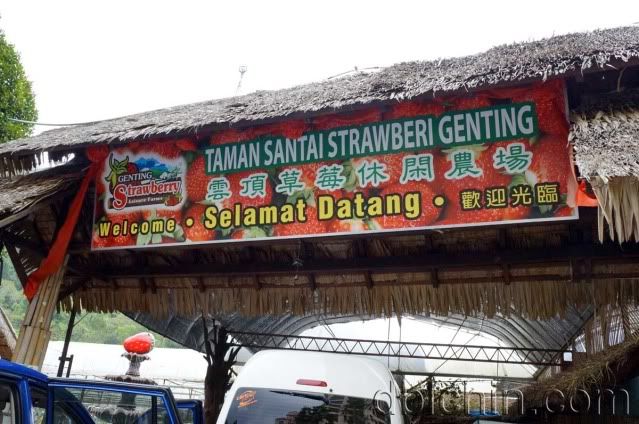 GENTING
Strawberry
Leisure Farms
TAMAN SANTAI STRAWBERI GENTING
雲頂草莓休閑農場
Welcome • Selamat Datang • 歡迎光臨
dolchin.com